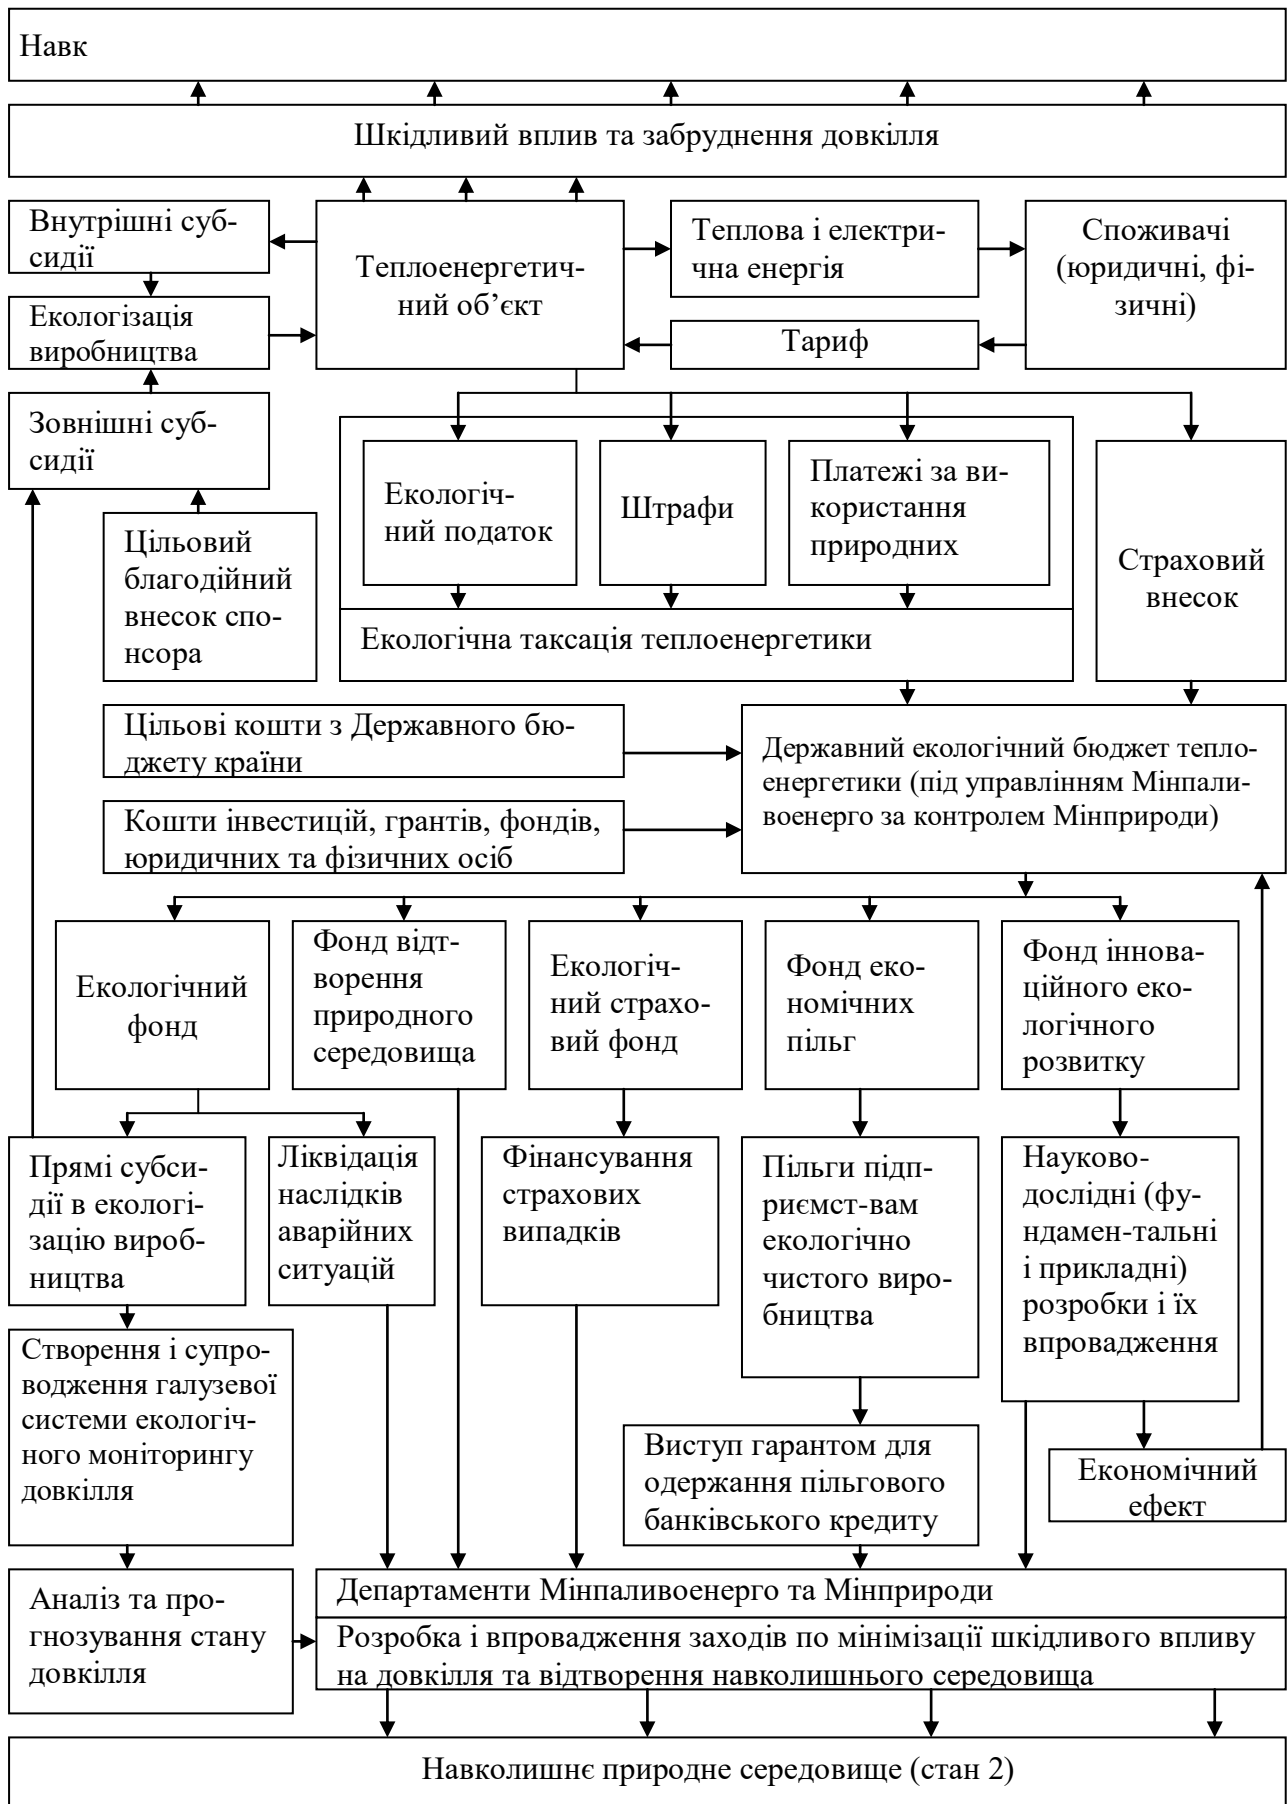 Навк
Шкідливий вплив та забруднення довкілля
Внутрішні суб-
сидії
Теплоенергетич-
ний об’єкт
Теплова і електри-
чна енергія
Споживачі
(юридичні, фі-
зичні)
Екологізація
виробництва
Тариф
Зовнішні суб-
сидії
Екологіч-
ний податок
Штрафи
Платежі за ви-
користання
природних
Страховий
внесок
Цільовий
благодійний
внесок спо-
нсора
Екологічна таксація теплоенергетики
Цільові кошти з Державного бю-
джету країни
Державний екологічний бюджет тепло-
енергетики (під управлінням Мінпали-
военерго за контролем Мінприроди)
Кошти інвестицій, грантів, фондів,
юридичних та фізичних осіб
Екологічний
фонд
Фонд відт-
ворення
природного
середовища
Екологіч-
ний страхо-
вий фонд
Фонд еко-
номічних
пільг
Фонд іннова-
ційного еко-
логічного
розвитку
Прямі субси-
дії в екологі-
зацію вироб-
ництва
Ліквідація
наслідків
аварійних
ситуацій
Фінансування
страхових
випадків
Пільги підп-
риємст-вам
екологічно
чистого виро-
бництва
Науково-
дослідні (фу-
ндамен-тальні
і прикладні)
розробки і їх
впровадження
Створення і супро-
водження галузевої
системи екологіч-
ного моніторингу
довкілля
Виступ гарантом для
одержання пільгового
банківського кредиту
Економічний
ефект
Аналіз та про-
гнозування стану
довкілля
Департаменти Мінпаливоенерго та Мінприроди
Розробка і впровадження заходів по мінімізації шкідливого впливу
на довкілля та відтворення навколишнього середовища
Навколишнє природне середовище (стан 2)